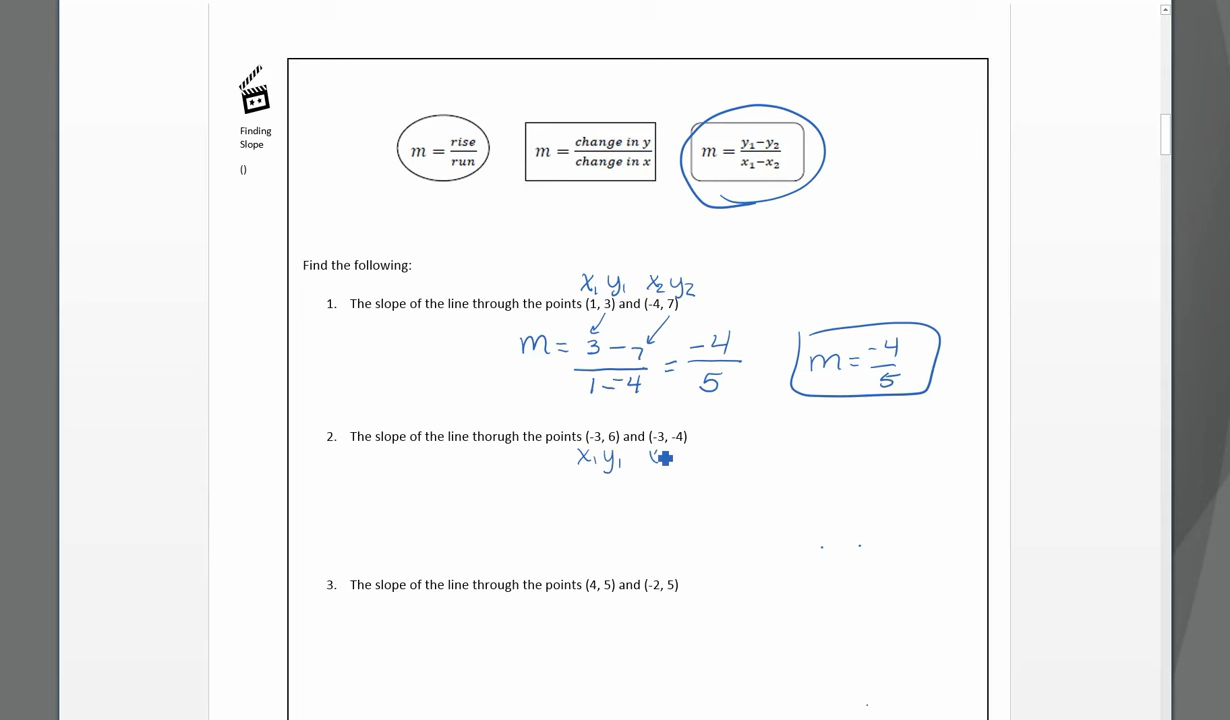 Finding
Slope
()
m = rise/run
m = change in y/change in x
m = y₁−y₂/x₁−x₂
Find the following:
x₁ y₁ x₂ y₂
1. The slope of the line through the points (1, 3) and (-4, 7)
m = 3 − 7/1 − −4 = −4/5
m = −4/5
2. The slope of the line thorugh the points (-3, 6) and (-3, -4)
x₁ y₁
3. The slope of the line through the points (4, 5) and (-2, 5)